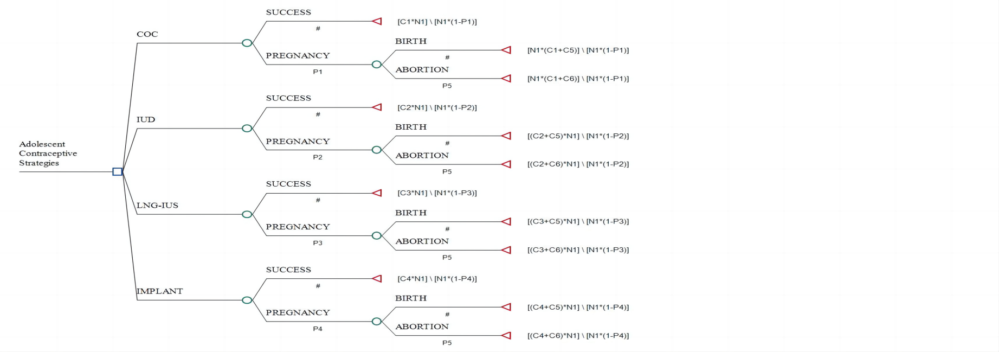 Adolescent
Contraceptive
Strategies
COC
SUCCESS
#
[C1*N1] \ [N1*(1-P1)]
PREGNANCY
P1
BIRTH
#
[N1*(C1+C5)] \ [N1*(1-P1)]
ABORTION
P5
[N1*(C1+C6)] \ [N1*(1-P1)]
IUD
SUCCESS
#
[C2*N1] \ [N1*(1-P2)]
PREGNANCY
P2
BIRTH
#
[(C2+C5)*N1] \ [N1*(1-P2)]
ABORTION
P5
[(C2+C6)*N1] \ [N1*(1-P2)]
LNG-IUS
SUCCESS
#
[C3*N1] \ [N1*(1-P3)]
PREGNANCY
P3
BIRTH
#
[(C3+C5)*N1] \ [N1*(1-P3)]
ABORTION
P5
[(C3+C6)*N1] \ [N1*(1-P3)]
IMPLANT
SUCCESS
#
[C4*N1] \ [N1*(1-P4)]
PREGNANCY
P4
BIRTH
#
[(C4+C5)*N1] \ [N1*(1-P4)]
ABORTION
P5
[(C4+C6)*N1] \ [N1*(1-P4)]